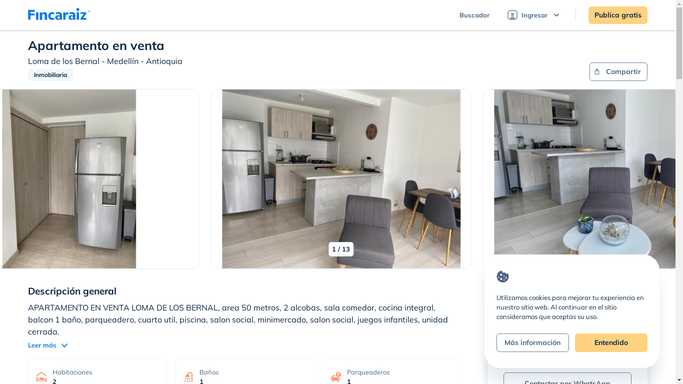 Fincaraiz
Buscador
Ingresar
Publica gratis
Apartamento en venta
Loma de los Bernal - Medellín - Antioquia
Inmobiliaria
Compartir
1 / 13
Descripción general
APARTAMENTO EN VENTA LOMA DE LOS BERNAL, area 50 metros, 2 alcobas, sala comedor, cocina integral,
balcon 1 baño, parqueadero, cuarto util, piscina, salon social, minimercado, salon social, juegos infantiles, unidad
cerrada.
Leer más
Habitaciones
2
Baños
1
Parqueaderos
1
Utilizamos cookies para mejorar tu experiencia en
nuestro sitio web. Al continuar en el sitio
consideramos que aceptas su uso.
Más información
Entendido
Contactar por WhatsApp